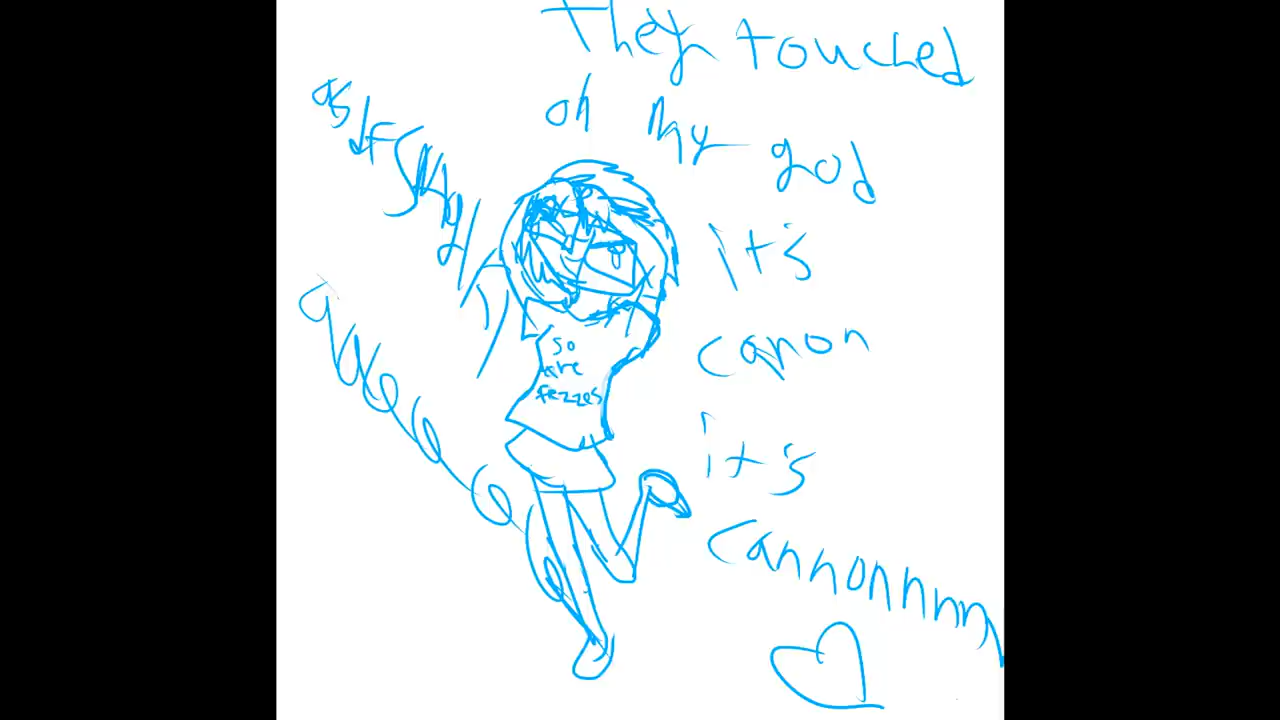 They touched
oh my god
it's
canon
it's
cannonnnn
so
are
fezzes